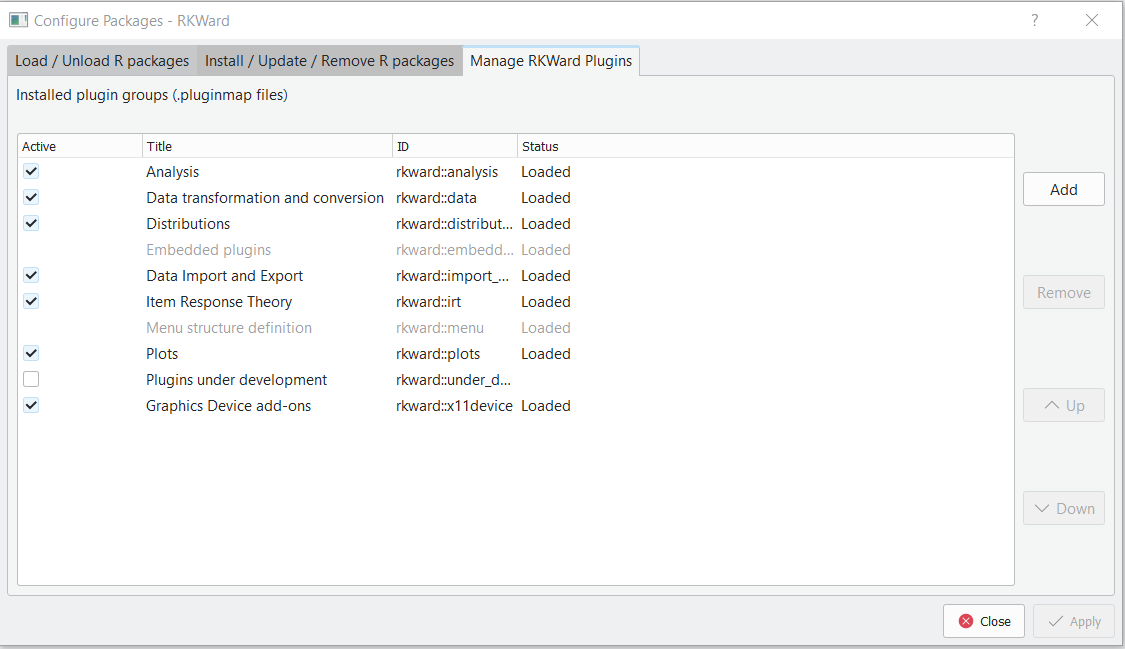 Configure Packages - RKWard ?
Load / Unload R packages Install / Update / Remove R packages Manage RKWard Plugins
Installed plugin groups (.pluginmap files)
Active Title ID Status
Analysis rkward::analysis Loaded
Data transformation and conversion rkward::data Loaded
Distributions rkward::distribut... Loaded
Embedded plugins rkward::embedd... Loaded
Data Import and Export rkward::import_... Loaded
Item Response Theory rkward::irt Loaded
Menu structure definition rkward::menu Loaded
Plots rkward::plots Loaded
Plugins under development rkward::under_d...
Graphics Device add-ons rkward::x11device Loaded
Add
Remove
Up
Down
Close Apply